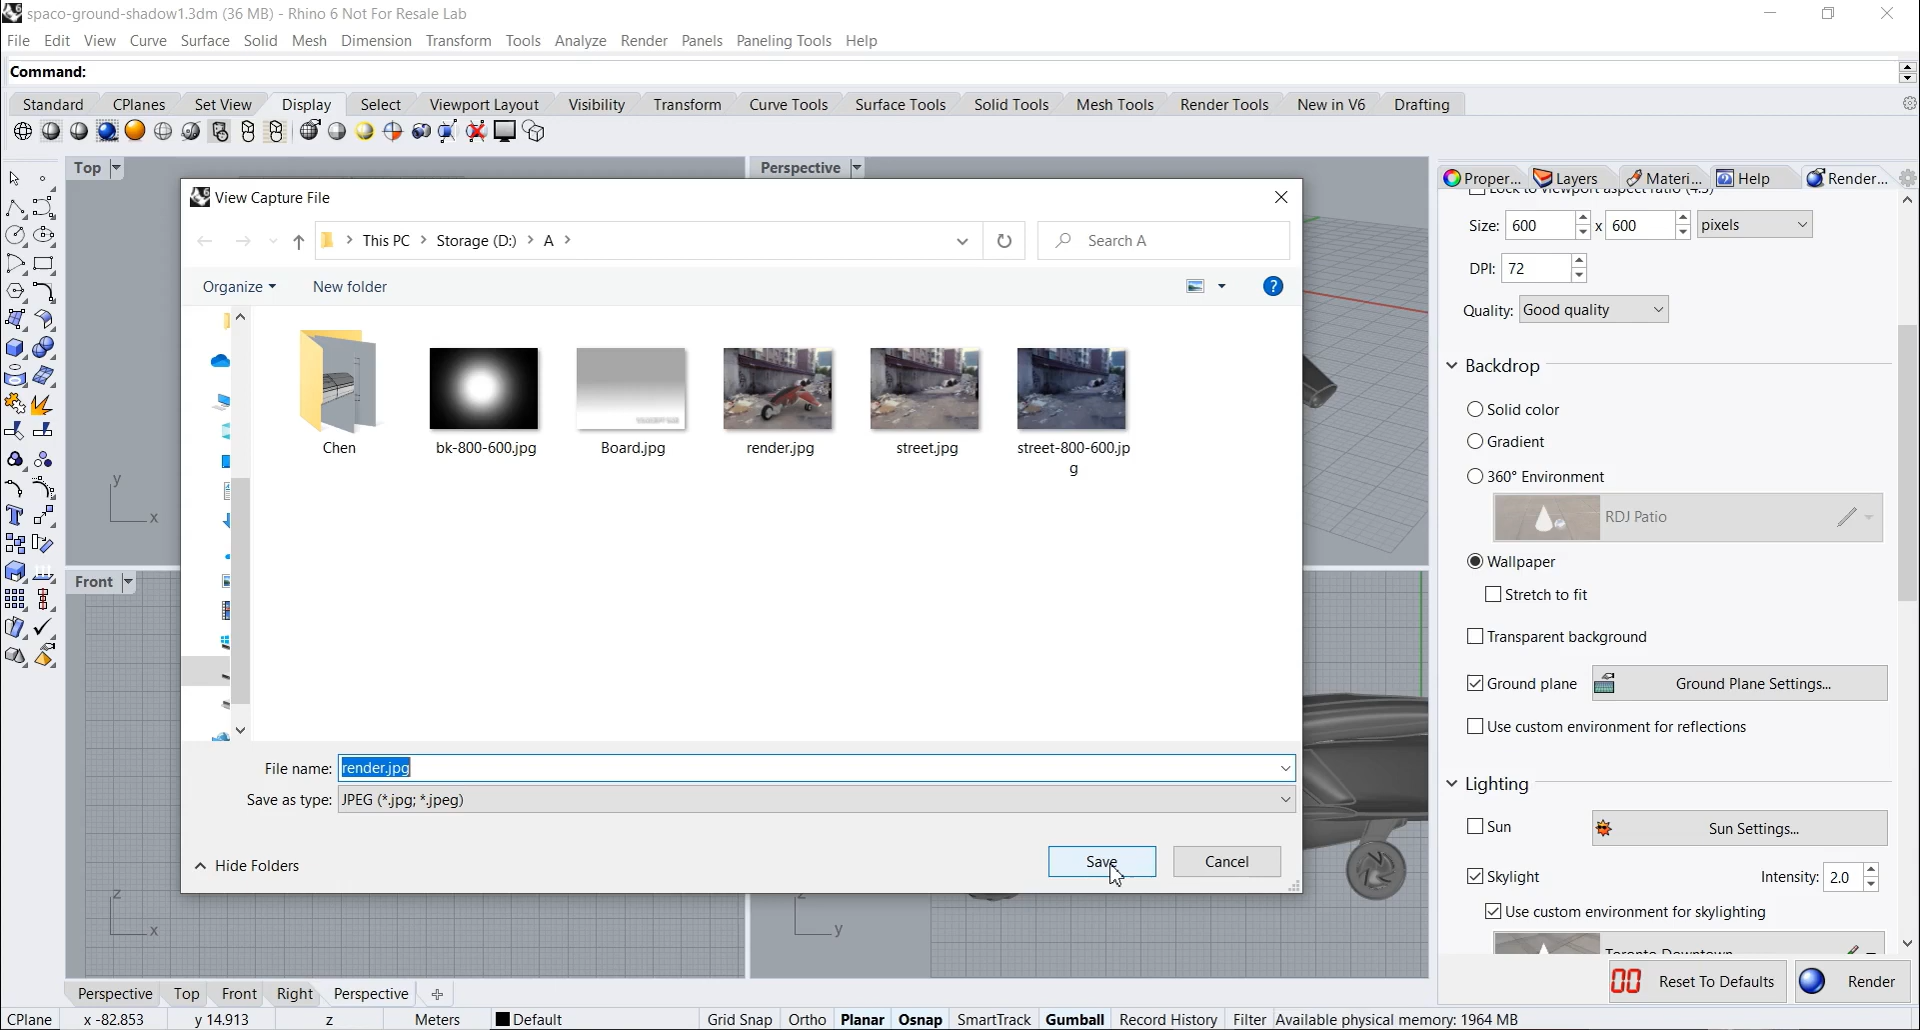 spaco-ground-shadow1.3dm (36 MB) - Rhino 6 Not For Resale Lab
File Edit View Curve Surface Solid Mesh Dimension Transform Tools Analyze Render Panels Paneling Tools Help
Command:
Standard CPlanes Set View Display Select Viewport Layout Visibility Transform Curve Tools Surface Tools Solid Tools Mesh Tools Render Tools New in V6 Drafting
Top
Perspective
View Capture File
This PC Storage (D:) A
Search A
Organize New folder
Chen
bk-800-600.jpg
Board.jpg
render.jpg
street.jpg
street-800-600.jp
g
File name: render.jpg
Save as type: JPEG (*.jpg; *.jpeg)
Hide Folders
Save Cancel
y
x
Front
z
x
z
y
Proper... Layers Materi... Help Render...
Lock to viewport aspect ratio (4:3)
Size: 600 x 600 pixels
DPI: 72
Quality: Good quality
Backdrop
Solid color
Gradient
360° Environment
RDJ Patio
Wallpaper
Stretch to fit
Transparent background
Ground plane Ground Plane Settings...
Use custom environment for reflections
Lighting
Sun Sun Settings...
Skylight Intensity: 2.0
Use custom environment for skylighting
Toronto Downtown
Reset To Defaults Render
Perspective Top Front Right Perspective
CPlane x -82.853 y 14.913 z Meters Default Grid Snap Ortho Planar Osnap SmartTrack Gumball Record History Filter Available physical memory: 1964 MB